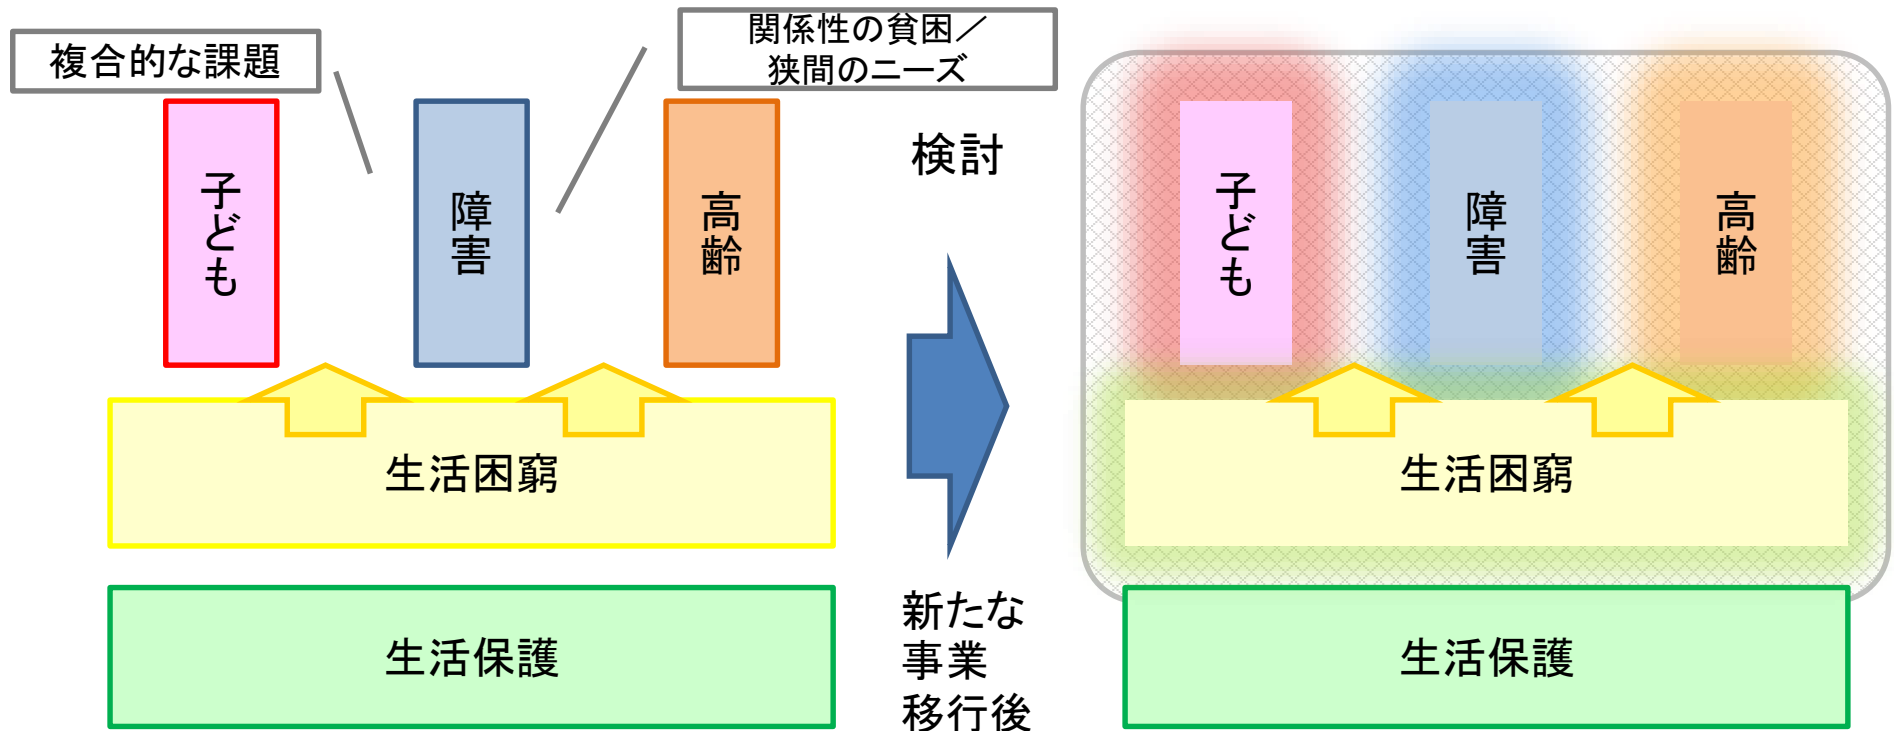 複合的な課題
関係性の貧困／
狭間のニーズ
子ども
障害
高齢
生活困窮
生活保護
検討
新たな
事業
移行後
子ども
障害
高齢
生活困窮
生活保護